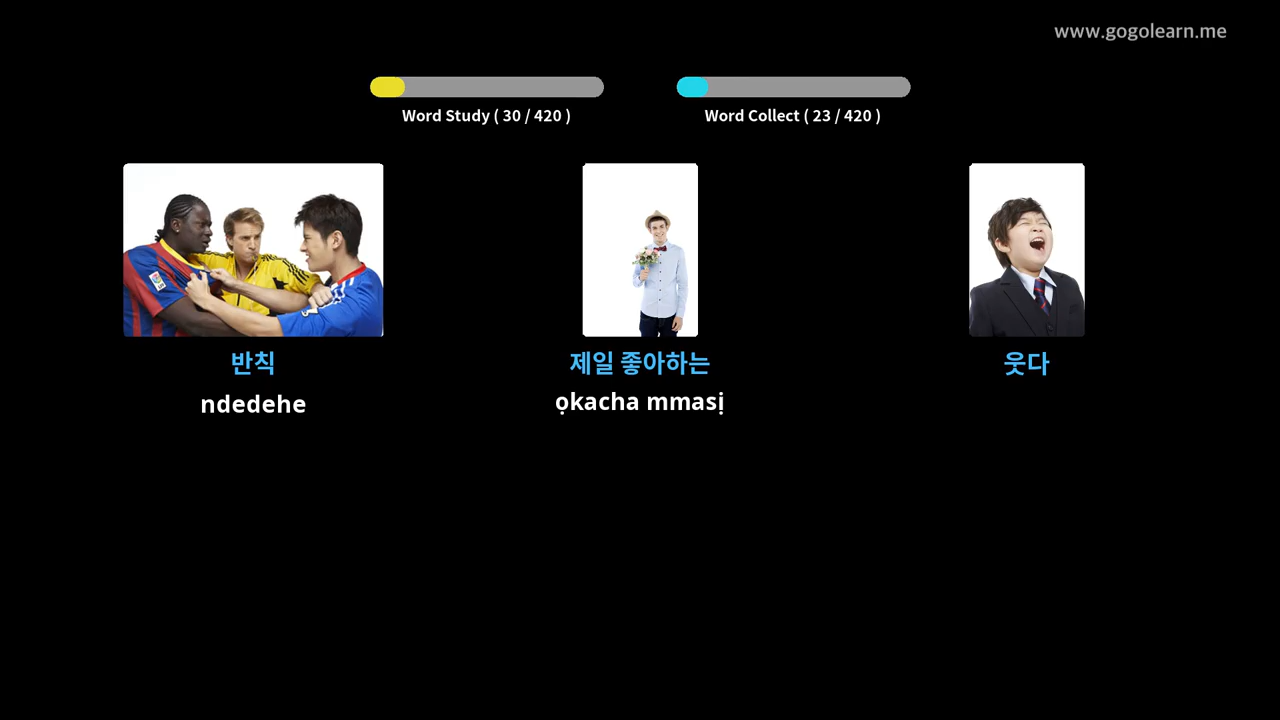 www.gogolearn.me
Word Study ( 30 / 420 )
Word Collect ( 23 / 420 )
반칙
제일 좋아하는
웃다
ndedehe
ọkacha mmasị